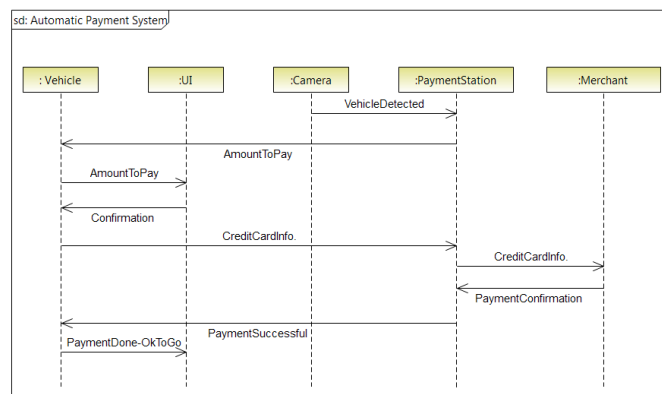 sd: Automatic Payment System
: Vehicle
:UI
:Camera
:PaymentStation
:Merchant
VehicleDetected
AmountToPay
AmountToPay
Confirmation
CreditCardInfo.
CreditCardInfo.
PaymentConfirmation
PaymentSuccessful
PaymentDone-OkToGo